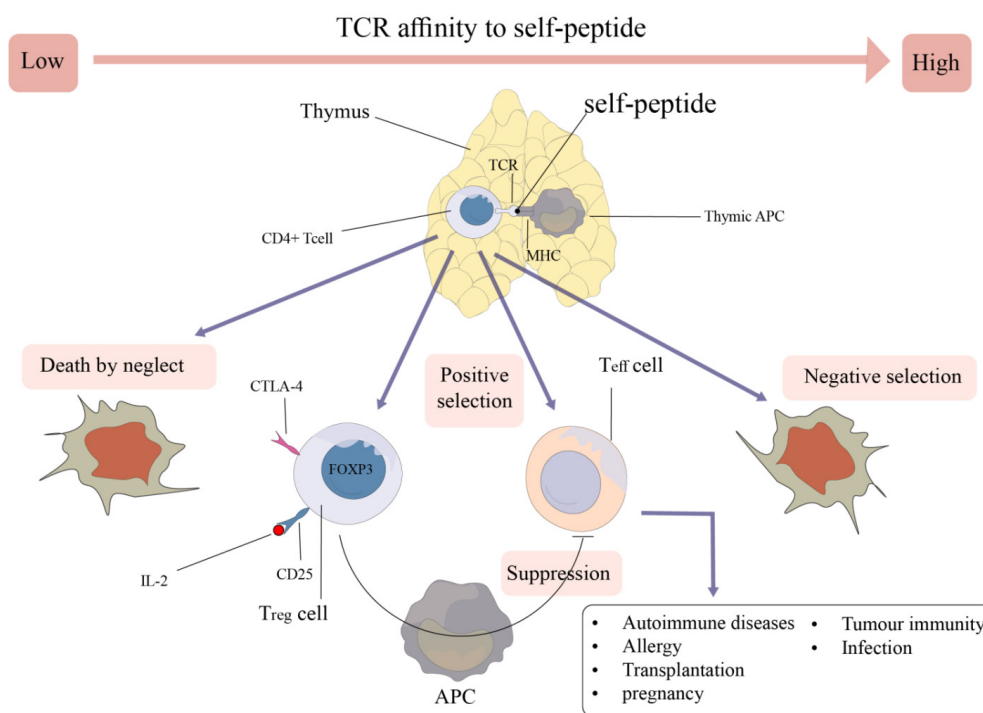 TCR affinity to self-peptide
Low
High
Thymus
self-peptide
TCR
CD4+ Tcell
MHC
Thymic APC
Death by neglect
Positive
selection
Teff cell
Negative selection
CTLA-4
FOXP3
IL-2
CD25
Treg cell
Suppression
APC
• Autoimmune diseases
• Allergy
• Transplantation
• pregnancy
• Tumour immunity
• Infection